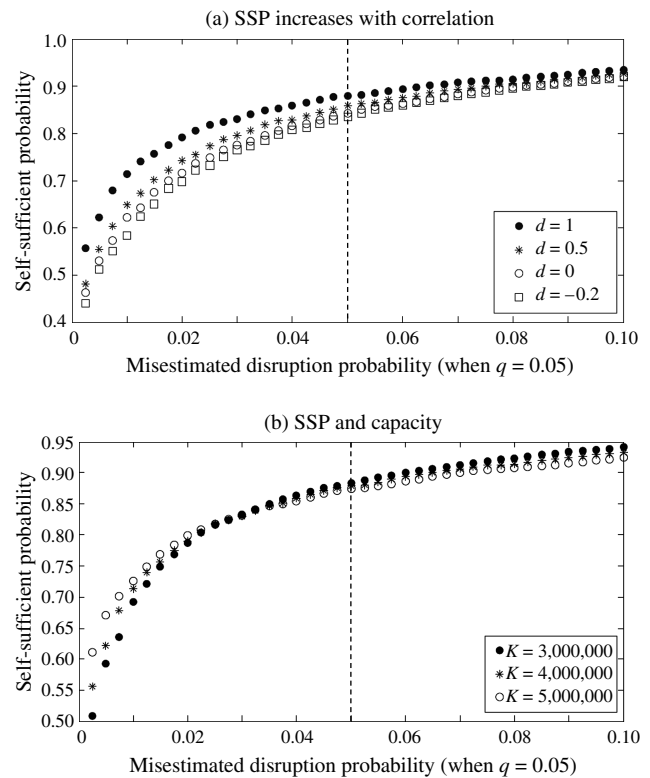 (a) SSP increases with correlation
1.0
0.9
0.8
0.7
0.6
0.5
0.4
Self-sufficient probability
d = 1
d = 0.5
d = 0
d = −0.2
0 0.02 0.04 0.06 0.08 0.10
Misestimated disruption probability (when q = 0.05)
(b) SSP and capacity
0.95
0.90
0.85
0.80
0.75
0.70
0.65
0.60
0.55
0.50
Self-sufficient probability
K = 3,000,000
K = 4,000,000
K = 5,000,000
0 0.02 0.04 0.06 0.08 0.10
Misestimated disruption probability (when q = 0.05)